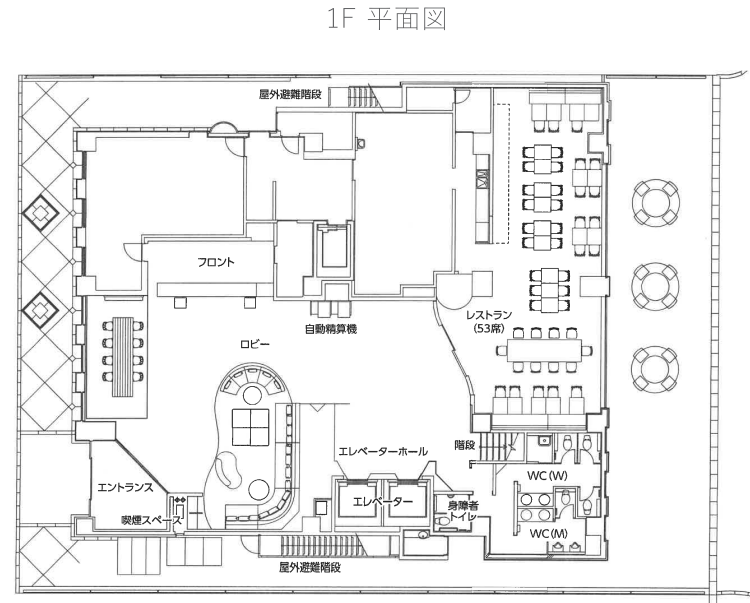 1F 平面図
屋外避難階段
フロント
自動精算機
レストラン
(53席)
ロビー
階段
エレベーターホール
WC(W)
エントランス
エレベーター
身障者
トイレ
喫煙スペース
WC(M)
屋外避難階段